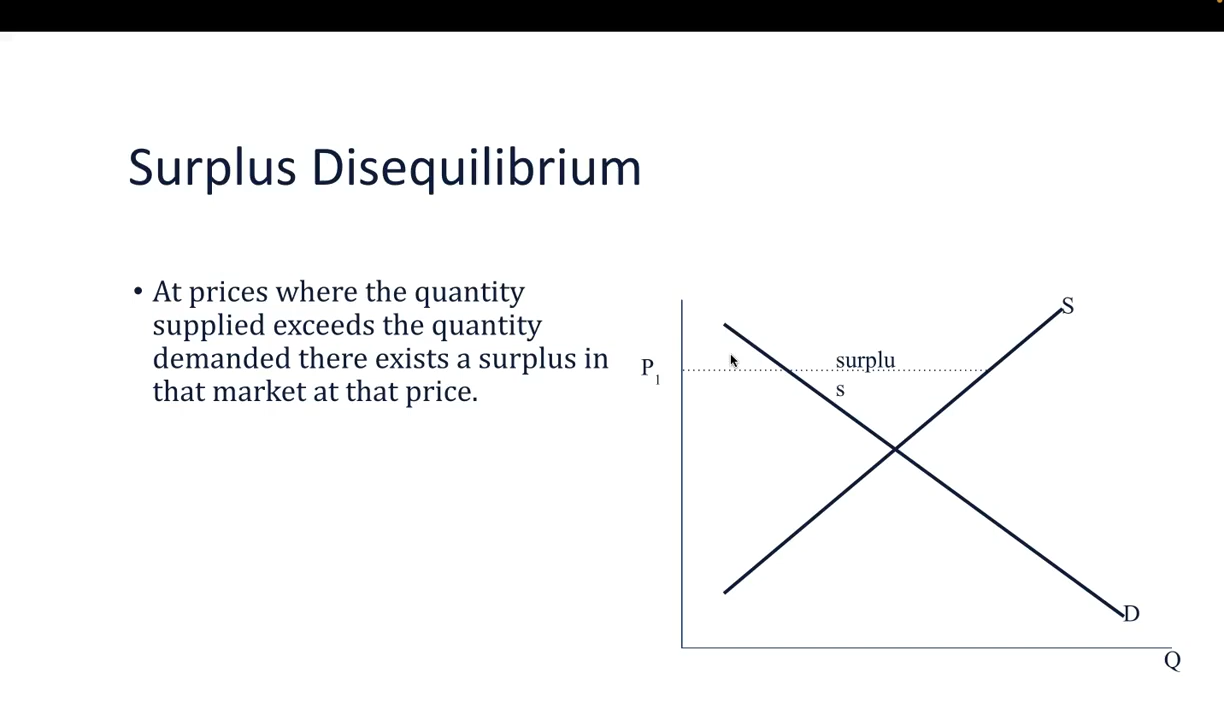 Surplus Disequilibrium
• At prices where the quantity
supplied exceeds the quantity
demanded there exists a surplus in
that market at that price.
S
P1
surplu
s
D
Q